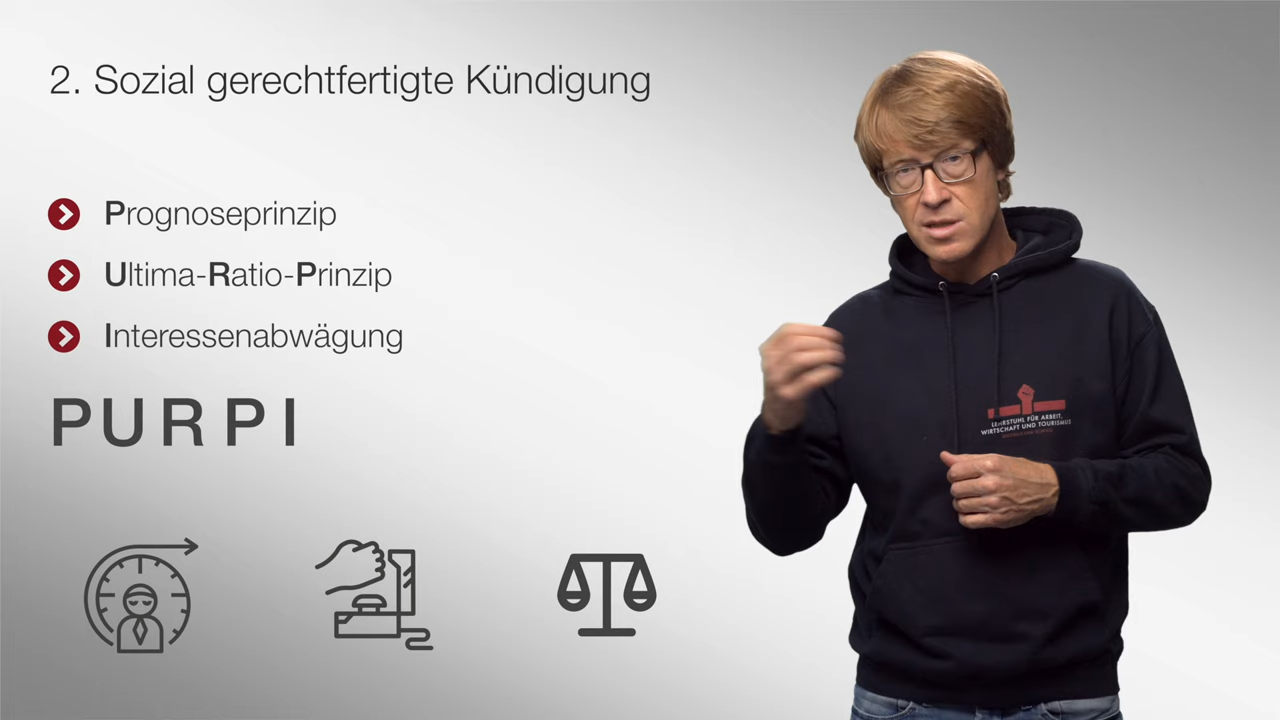 2. Sozial gerechtfertigte Kündigung
Prognoseprinzip
Ultima-Ratio-Prinzip
Interessenabwägung
PURPI
LEHRSTUHL FÜR ARBEIT,
WIRTSCHAFT UND TOURISMUS